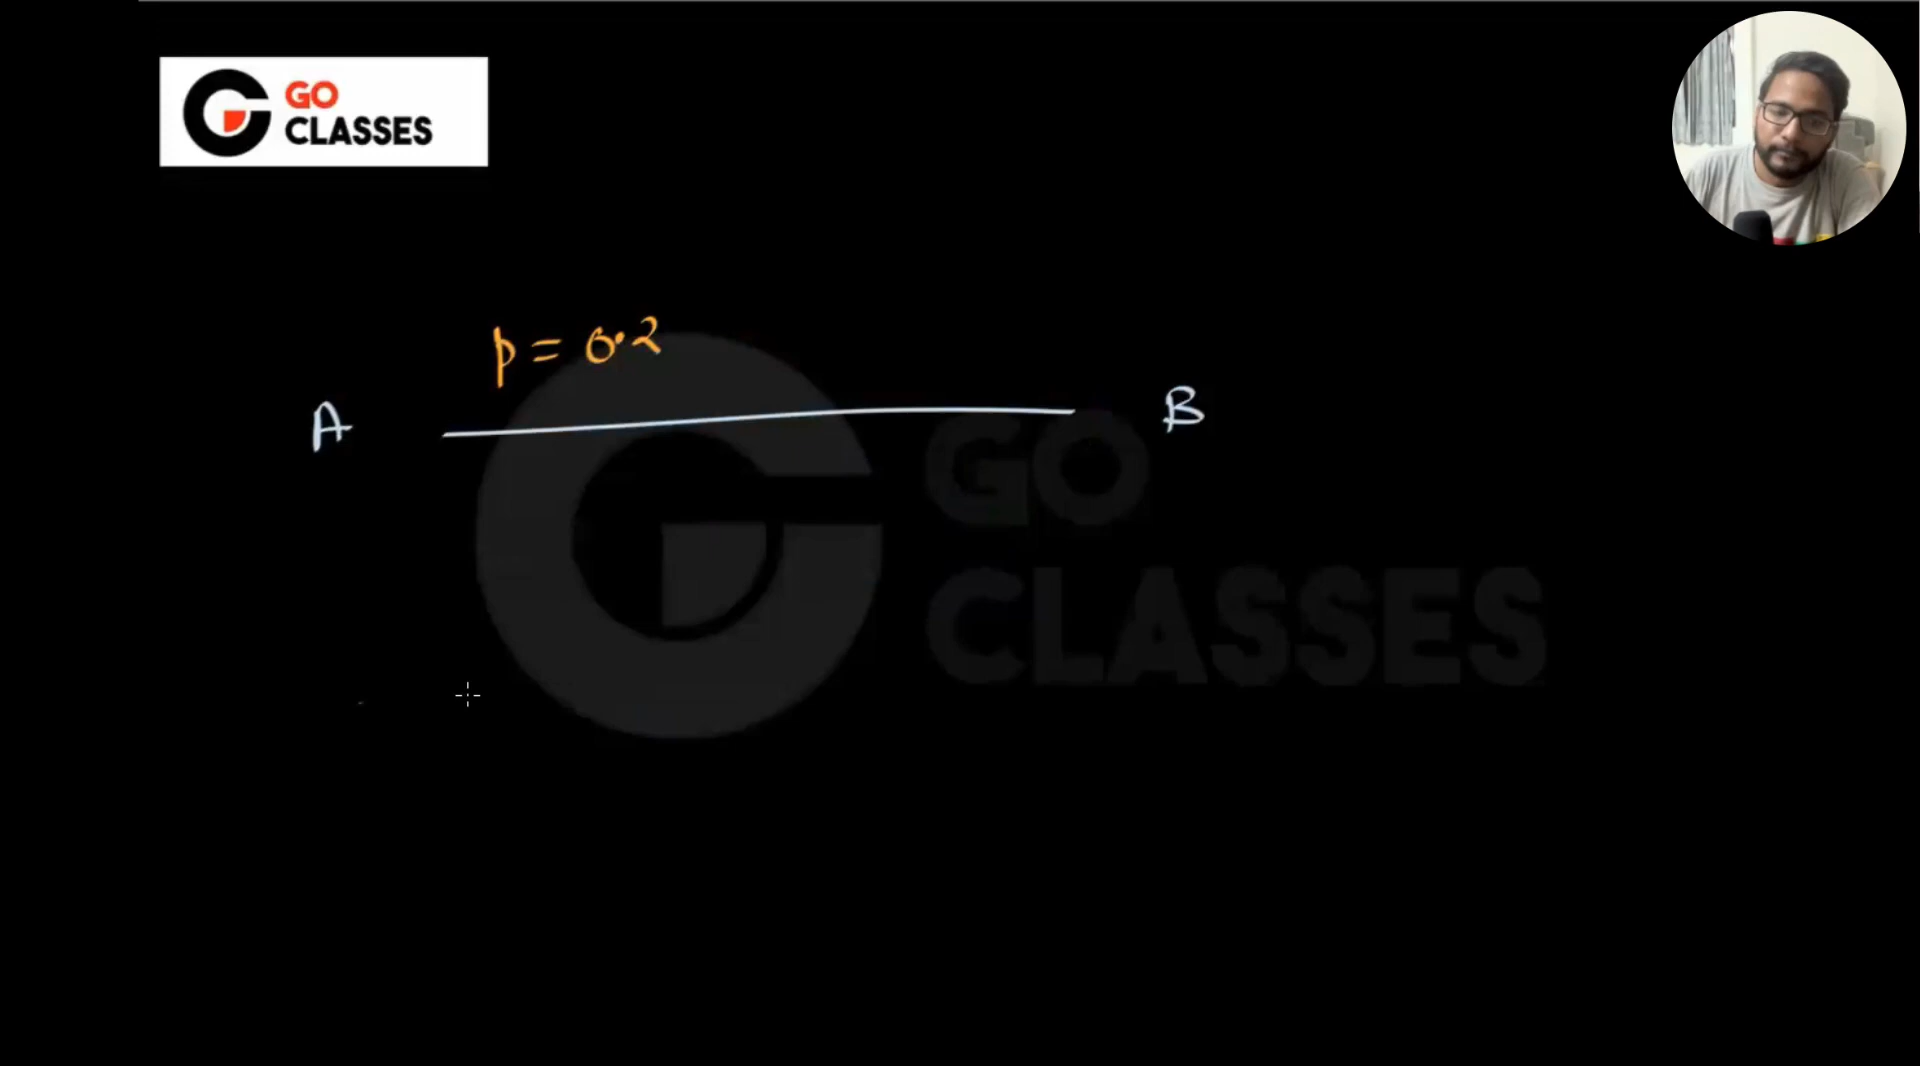 GO
CLASSES
p = 0.2
A B
GO
CLASSES